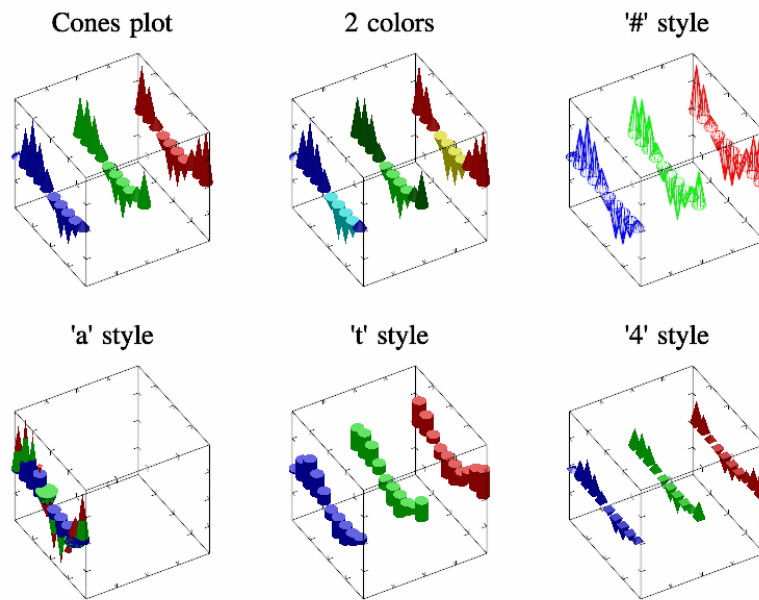 Cones plot
2 colors
'#' style
'a' style
't' style
'4' style